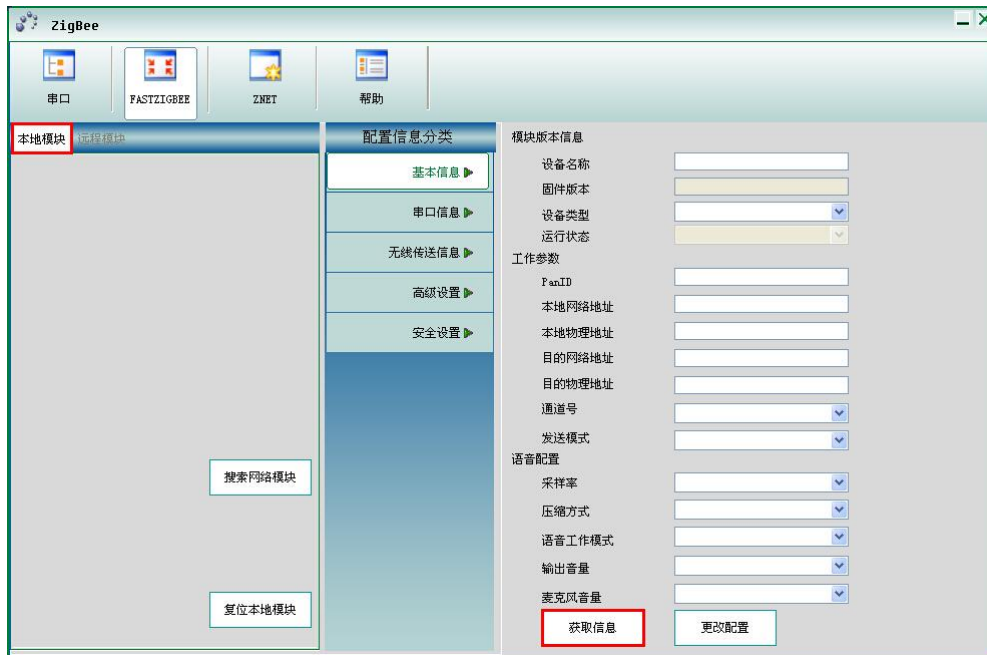 ZigBee
串口
FASTZIGBEE
ZNET
帮助
本地模块 远程模块
搜索网络模块
复位本地模块
配置信息分类
基本信息
串口信息
无线传送信息
高级设置
安全设置
模块版本信息
设备名称
固件版本
设备类型
运行状态
工作参数
PanID
本地网络地址
本地物理地址
目的网络地址
目的物理地址
通道号
发送模式
语音配置
采样率
压缩方式
语音工作模式
输出音量
麦克风音量
获取信息 更改配置